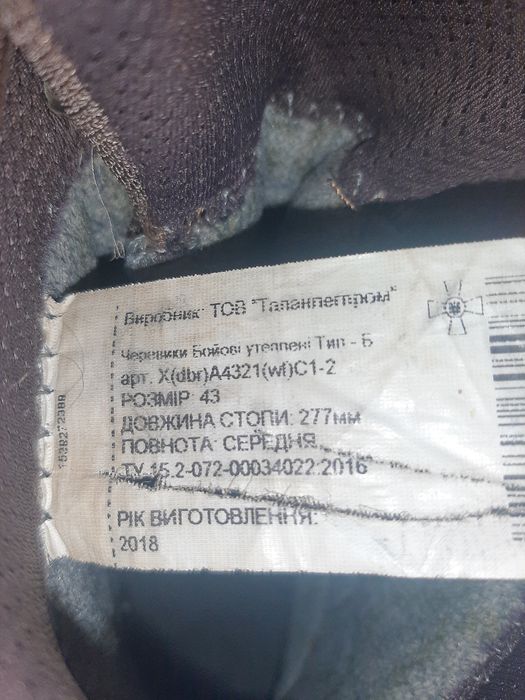 Виробник: ТОВ "Таланлегпром"
Черевики Бойові утеплені Тип - Б
арт. X(dbr)A4321(wf)C1-2
РОЗМІР: 43
ДОВЖИНА СТОПИ: 277мм
ПОВНОТА: СЕРЕДНЯ
ТУ 15.2-072-00034022:2016
РІК ВИГОТОВЛЕННЯ:
2018